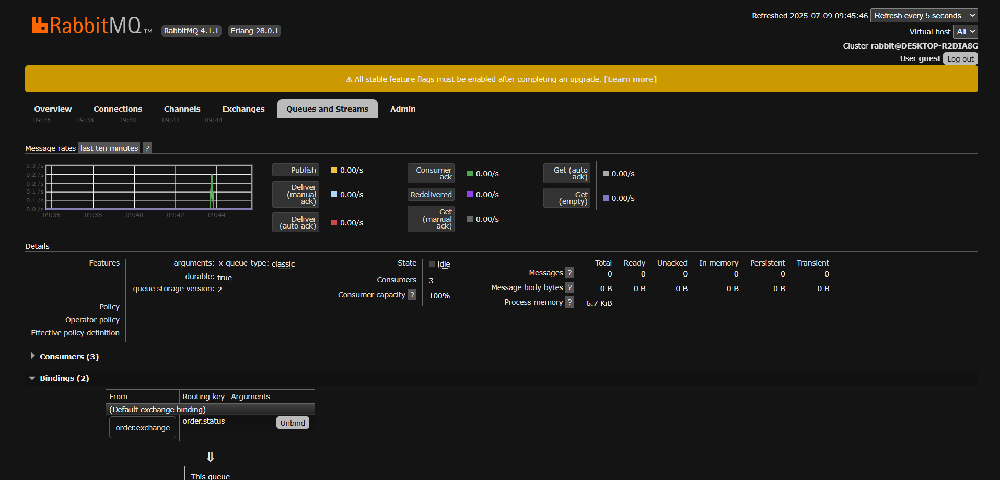 RabbitMQ TM RabbitMQ 4.1.1 Erlang 28.0.1
Refreshed 2025-07-09 09:45:46 Refresh every 5 seconds
Virtual host All
Cluster rabbit@DESKTOP-R2DIA8G
User guest Log out
⚠ All stable feature flags must be enabled after completing an upgrade. [Learn more]
Overview Connections Channels Exchanges Queues and Streams Admin
09:36 09:38 09:40 09:42 09:44
Message rates last ten minutes ?
0.3 /s
0.2 /s
0.2 /s
0.1 /s
0.1 /s
0.0 /s
09:36 09:38 09:40 09:42 09:44
Publish 0.00/s
Deliver
(manual
ack) 0.00/s
Deliver
(auto ack) 0.00/s
Consumer
ack 0.00/s
Redelivered 0.00/s
Get
(manual
ack) 0.00/s
Get (auto
ack) 0.00/s
Get
(empty) 0.00/s
Details
Features
arguments: x-queue-type: classic
durable: true
queue storage version: 2
Policy
Operator policy
Effective policy definition
State idle
Consumers 3
Consumer capacity ? 100%
Total Ready Unacked In memory Persistent Transient
Messages ? 0 0 0 0 0 0
Message body bytes ? 0 B 0 B 0 B 0 B 0 B 0 B
Process memory ? 6.7 KiB
Consumers (3)
Bindings (2)
From Routing key Arguments
(Default exchange binding)
order.exchange order.status Unbind
⇓
This queue